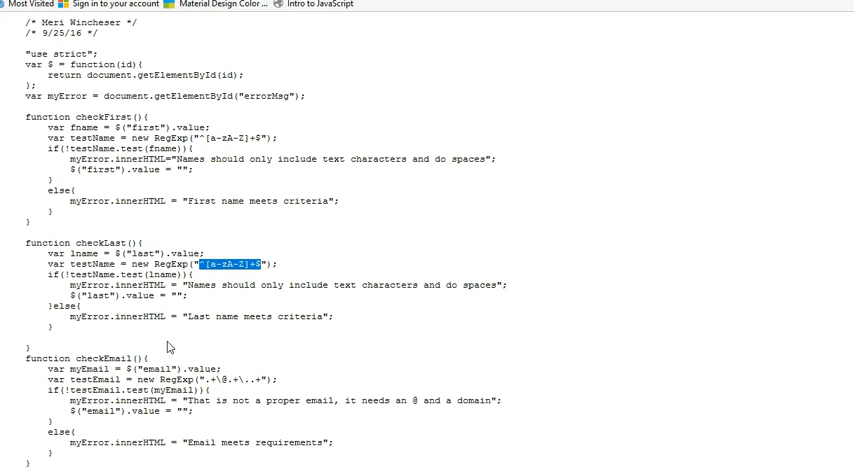 Most Visited Sign in to your account Material Design Color ... Intro to JavaScript
/* Meri Wincheser */
/* 9/25/16 */
"use strict";
var $ = function(id){
return document.getElementById(id);
};
var myError = document.getElementById("errorMsg");
function checkFirst(){
var fname = $("first").value;
var testName = new RegExp("^[a-zA-Z]+$");
if(!testName.test(fname)){
myError.innerHTML="Names should only include text characters and do spaces";
$("first").value = "";
}
else{
myError.innerHTML = "First name meets criteria";
}
}
function checkLast(){
var lname = $("last").value;
var testName = new RegExp("^[a-zA-Z]+$");
if(!testName.test(lname)){
myError.innerHTML = "Names should only include text characters and do spaces";
$("last").value = "";
}else{
myError.innerHTML = "Last name meets criteria";
}
}
function checkEmail(){
var myEmail = $("email").value;
var testEmail = new RegExp(".+\@.+\..+");
if(!testEmail.test(myEmail)){
myError.innerHTML = "That is not a proper email, it needs an @ and a domain";
$("email").value = "";
}
else{
myError.innerHTML = "Email meets requirements";
}
}